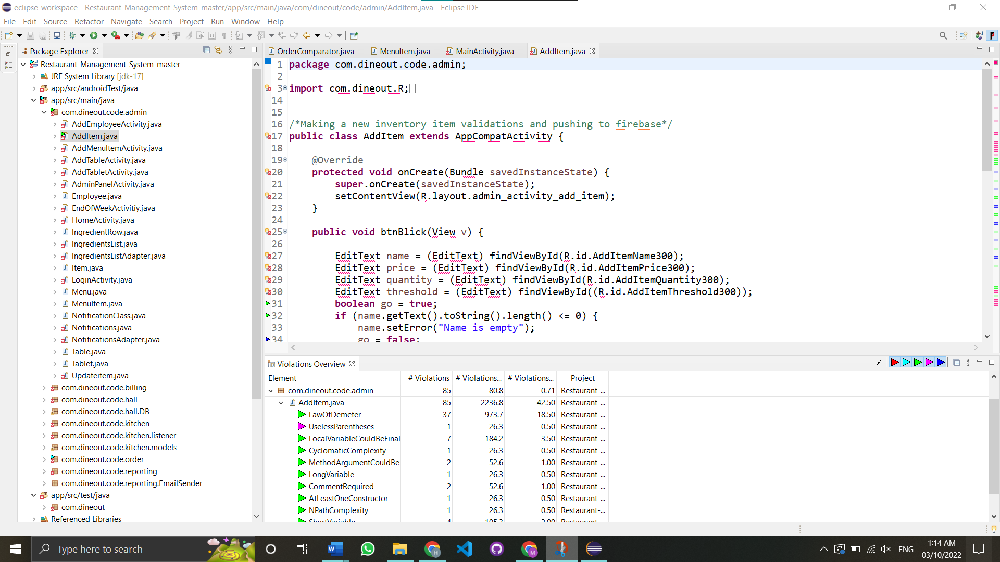 eclipse-workspace - Restaurant-Management-System-master/app/src/main/java/com/dineout/code/admin/AddItem.java - Eclipse IDE
File Edit Source Refactor Navigate Search Project Run Window Help
Package Explorer
Restaurant-Management-System-master
JRE System Library [jdk-17]
app/src/androidTest/java
app/src/main/java
com.dineout.code.admin
AddEmployeeActivity.java
AddItem.java
AddMenuItemActivity.java
AddTableActivity.java
AddTabletActivity.java
AdminPanelActivity.java
Employee.java
EndOfWeekActivitiy.java
HomeActivity.java
IngredientRow.java
IngredientsList.java
IngredientsListAdapter.java
Item.java
LoginActivity.java
Menu.java
MenuItem.java
NotificationClass.java
Notifications.java
NotificationsAdapter.java
Table.java
Tablet.java
Updateitem.java
com.dineout.code.billing
com.dineout.code.hall
com.dineout.code.hall.DB
com.dineout.code.kitchen
com.dineout.code.kitchen.listener
com.dineout.code.kitchen.models
com.dineout.code.order
com.dineout.code.reporting
com.dineout.code.reporting.EmailSender
app/src/test/java
com.dineout
Referenced Libraries
OrderComparator.java MenuItem.java MainActivity.java AddItem.java
1 package com.dineout.code.admin;
2
3 import com.dineout.R;
14
15
16 /*Making a new inventory item validations and pushing to firebase*/
17 public class AddItem extends AppCompatActivity {
18
19 @Override
20 protected void onCreate(Bundle savedInstanceState) {
21 super.onCreate(savedInstanceState);
22 setContentView(R.layout.admin_activity_add_item);
23 }
24
25 public void btnBlick(View v) {
26
27 EditText name = (EditText) findViewById(R.id.AddItemName300);
28 EditText price = (EditText) findViewById(R.id.AddItemPrice300);
29 EditText quantity = (EditText) findViewById(R.id.AddItemQuantity300);
30 EditText threshold = (EditText) findViewById((R.id.AddItemThreshold300));
31 boolean go = true;
32 if (name.getText().toString().length() <= 0) {
33 name.setError("Name is empty");
34 go = false;
Violations Overview
Element # Violations # Violations... # Violations... Project
com.dineout.code.admin 85 80.8 0.71 Restaurant-...
AddItem.java 85 2236.8 42.50 Restaurant-...
LawOfDemeter 37 973.7 18.50 Restaurant-...
UselessParentheses 1 26.3 0.50 Restaurant-...
LocalVariableCouldBeFinal 7 184.2 3.50 Restaurant-...
CyclomaticComplexity 1 26.3 0.50 Restaurant-...
MethodArgumentCouldBe 2 52.6 1.00 Restaurant-...
LongVariable 1 26.3 0.50 Restaurant-...
CommentRequired 2 52.6 1.00 Restaurant-...
AtLeastOneConstructor 1 26.3 0.50 Restaurant-...
NPathComplexity 1 26.3 0.50 Restaurant-...
ShortVariable 4 105.3 2.00 Restaurant-...
Type here to search
ENG
1:14 AM
03/10/2022